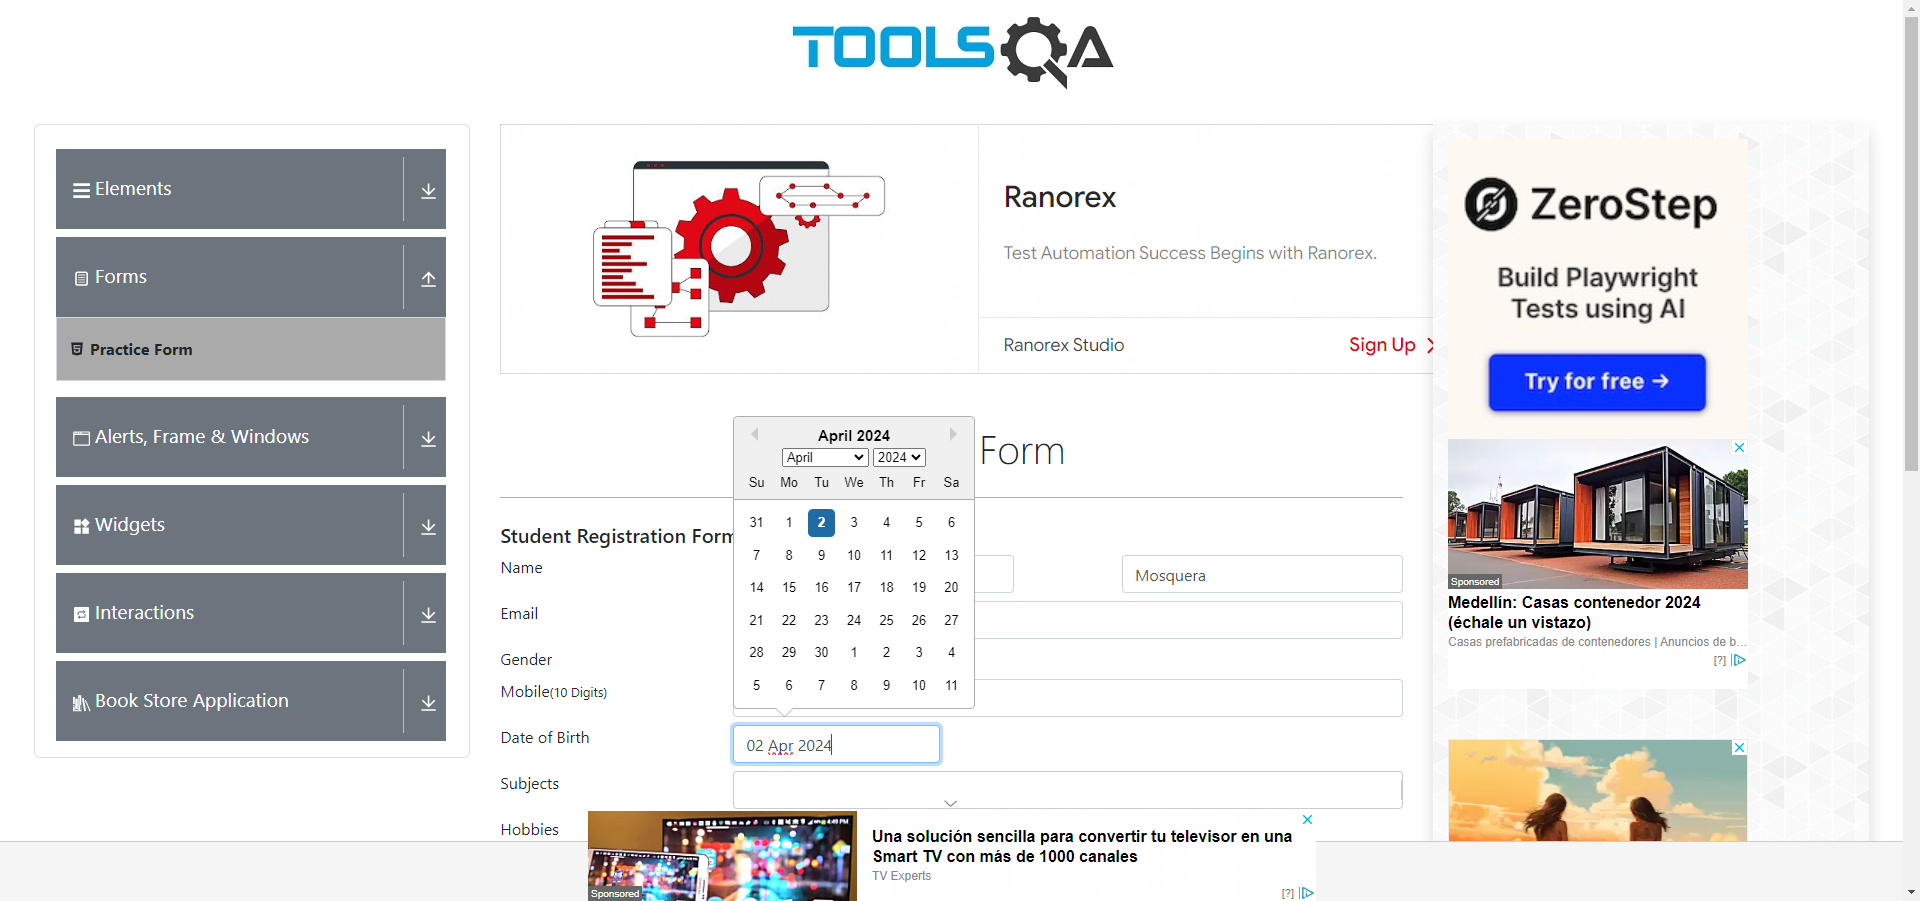 TOOLSQA
Elements
Forms
Practice Form
Alerts, Frame & Windows
Widgets
Interactions
Book Store Application
Ranorex
Test Automation Success Begins with Ranorex.
Ranorex Studio
Sign Up
Form
April 2024
April 2024
Su Mo Tu We Th Fr Sa
31 1 2 3 4 5 6
7 8 9 10 11 12 13
14 15 16 17 18 19 20
21 22 23 24 25 26 27
28 29 30 1 2 3 4
5 6 7 8 9 10 11
Student Registration Form
Name
Mosquera
Email
Gender
Mobile(10 Digits)
Date of Birth
02 Apr 2024
Subjects
Hobbies
ZeroStep
Build Playwright
Tests using AI
Try for free →
Sponsored
Medellín: Casas contenedor 2024
(échale un vistazo)
Casas prefabricadas de contenedores | Anuncios de b...
[?]
Una solución sencilla para convertir tu televisor en una
Smart TV con más de 1000 canales
TV Experts
Sponsored
[?]